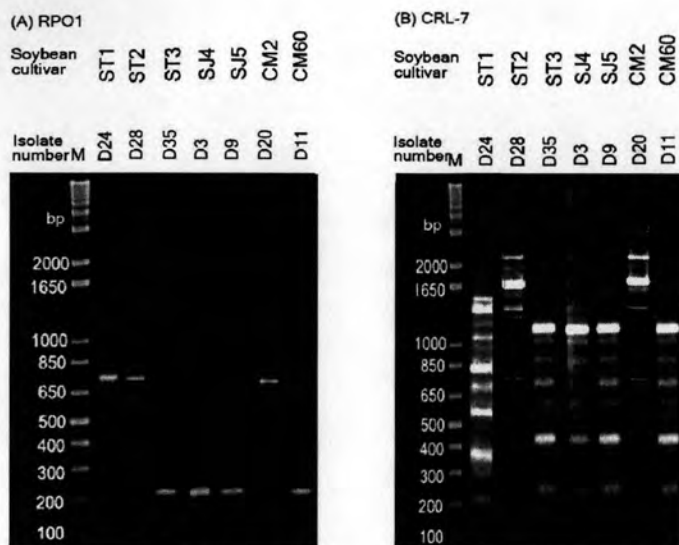 (A) RPO1
Soybean cultivar ST1 ST2 ST3 SJ4 SJ5 CM2 CM60
Isolate number M D24 D28 D35 D3 D9 D20 D11
bp
2000
1650
1000
850
650
500
400
300
200
100
(B) CRL-7
Soybean cultivar ST1 ST2 ST3 SJ4 SJ5 CM2 CM60
Isolate number M D24 D28 D35 D3 D9 D20 D11
bp
2000
1650
1000
850
650
500
400
300
200
100